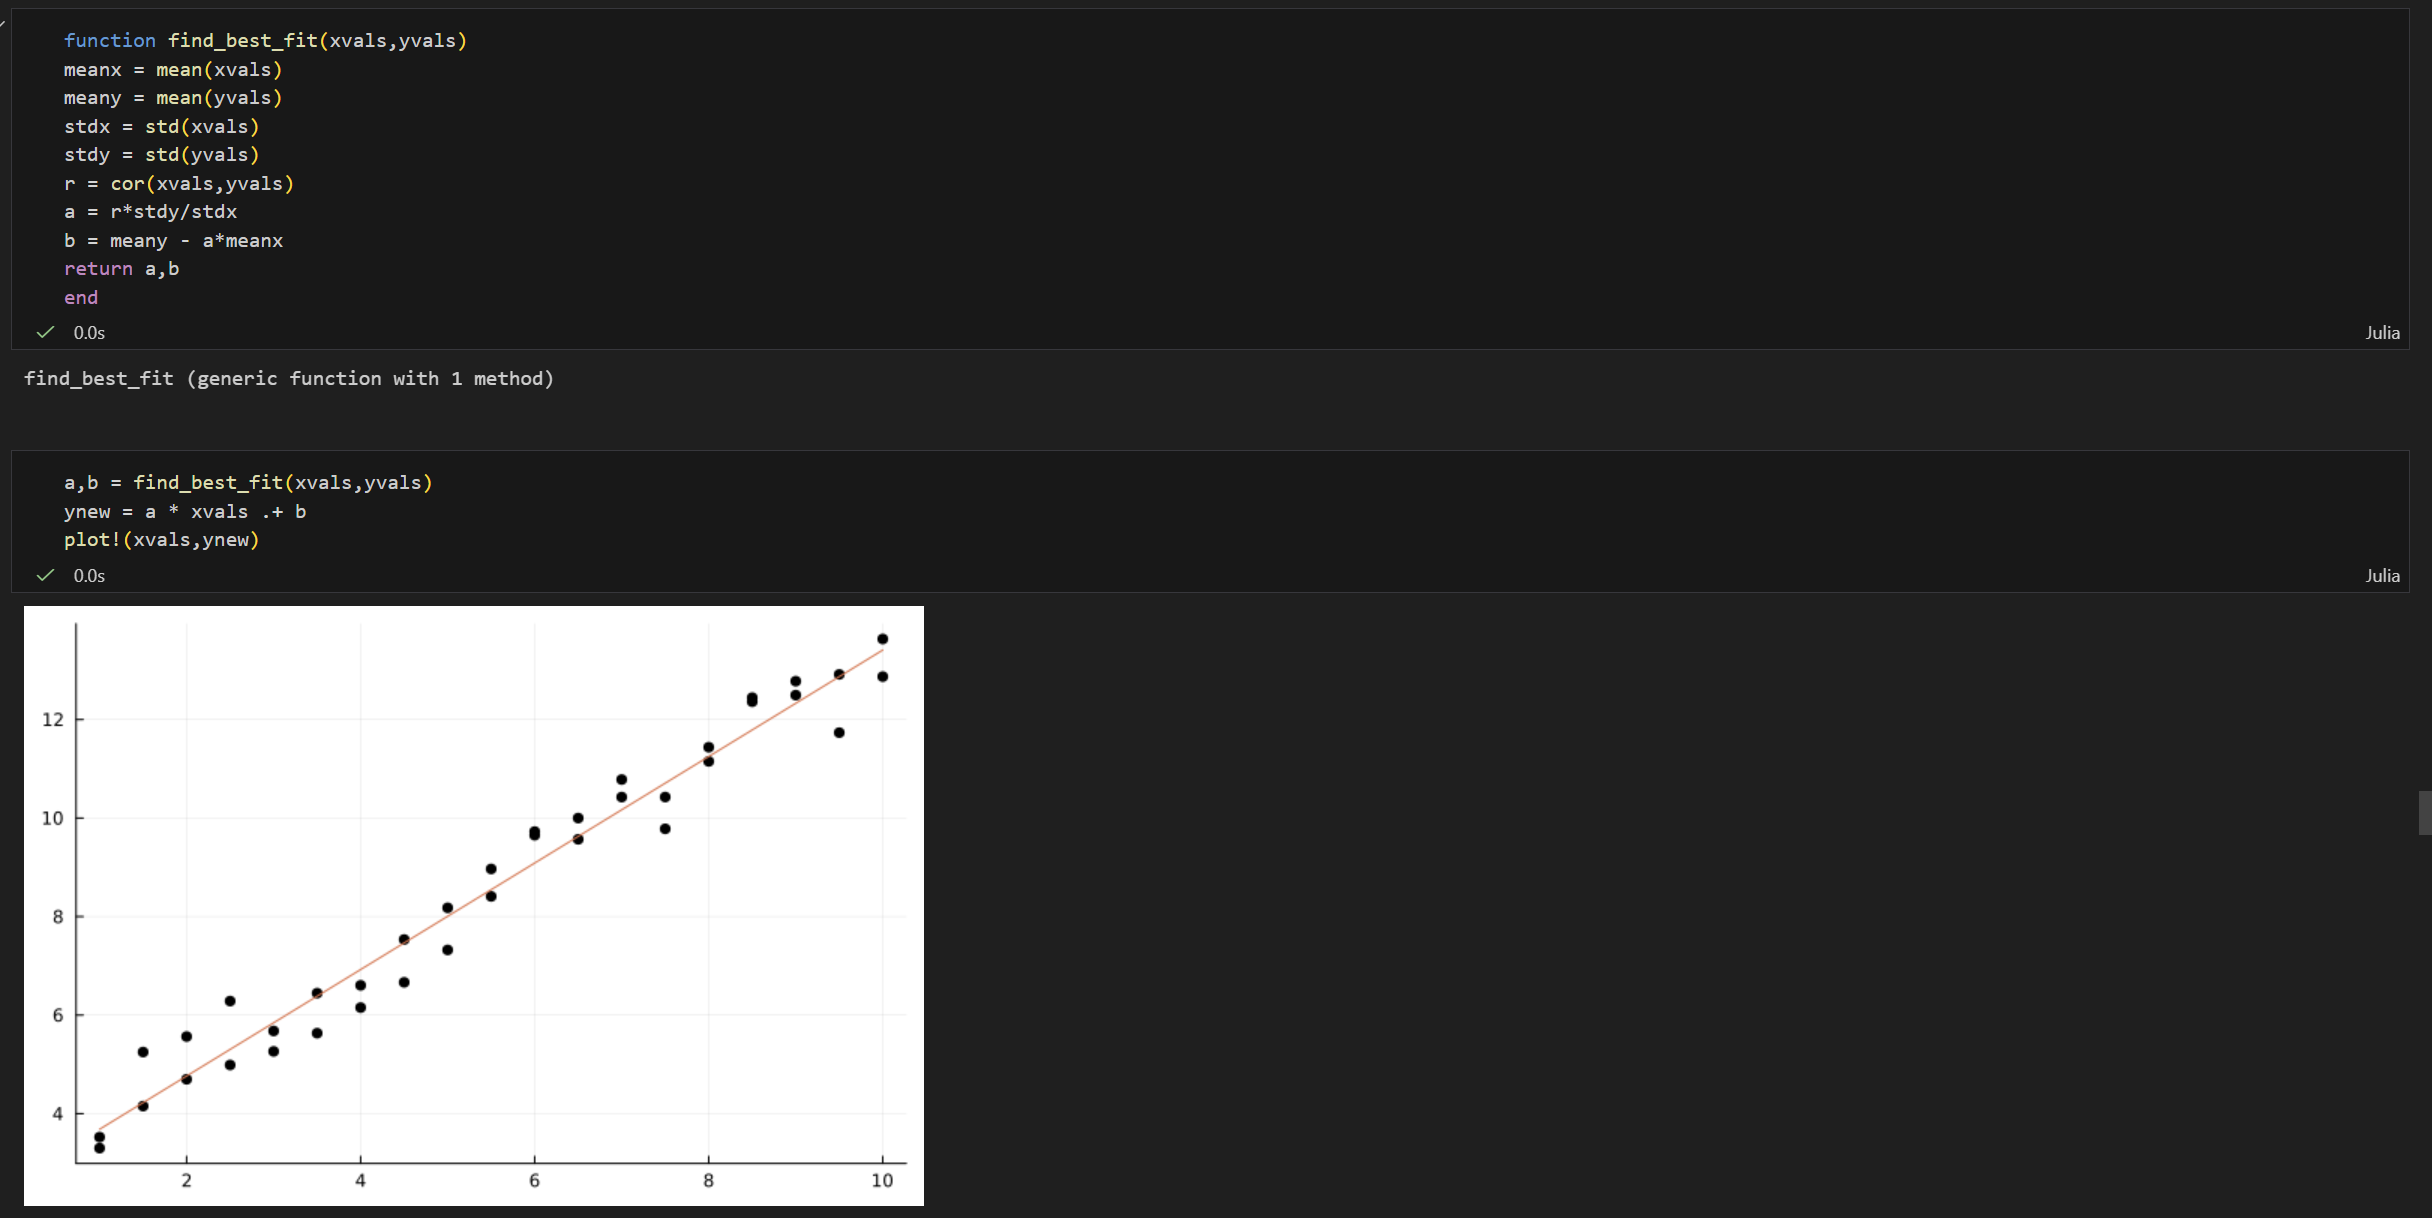 function find_best_fit(xvals,yvals)
meanx = mean(xvals)
meany = mean(yvals)
stdx = std(xvals)
stdy = std(yvals)
r = cor(xvals,yvals)
a = r*stdy/stdx
b = meany - a*meanx
return a,b
end
0.0s
Julia
find_best_fit (generic function with 1 method)
a,b = find_best_fit(xvals,yvals)
ynew = a * xvals .+ b
plot!(xvals,ynew)
0.0s
Julia
12
10
8
6
4
2 4 6 8 10